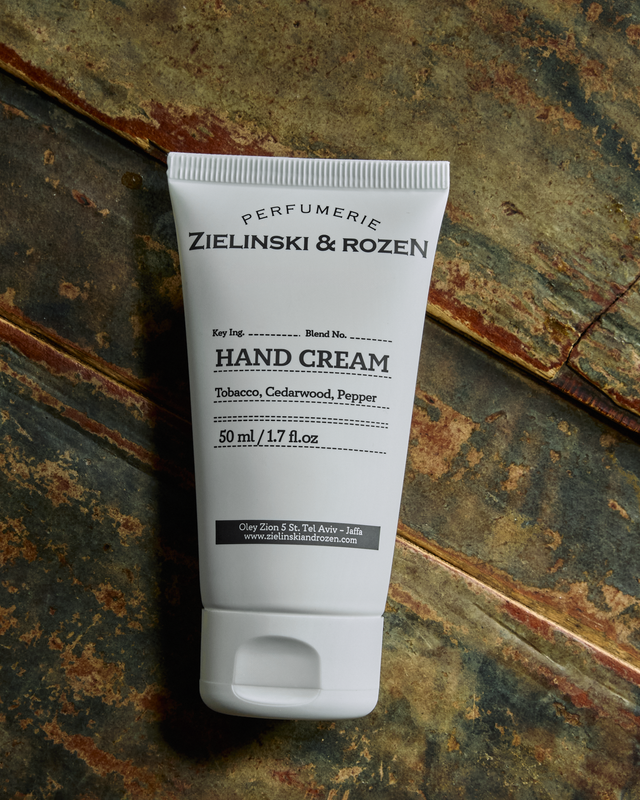 PERFUMERIE
ZIELINSKI & ROZEN
Key Ing. Blend No.
HAND CREAM
Tobacco, Cedarwood, Pepper
50 ml / 1.7 fl.oz
Oley Zion 5 St. Tel Aviv – Jaffa
www.zielinskiandrozen.com